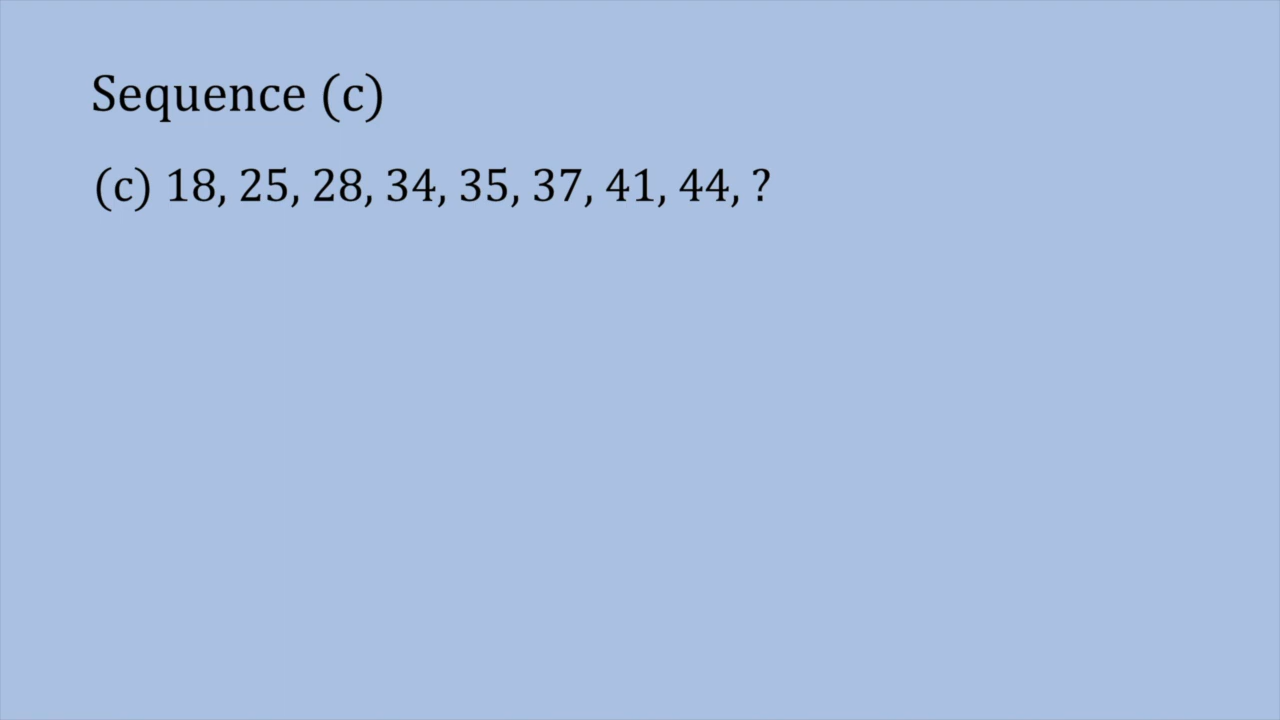 Sequence (c)
(c) 18, 25, 28, 34, 35, 37, 41, 44, ?